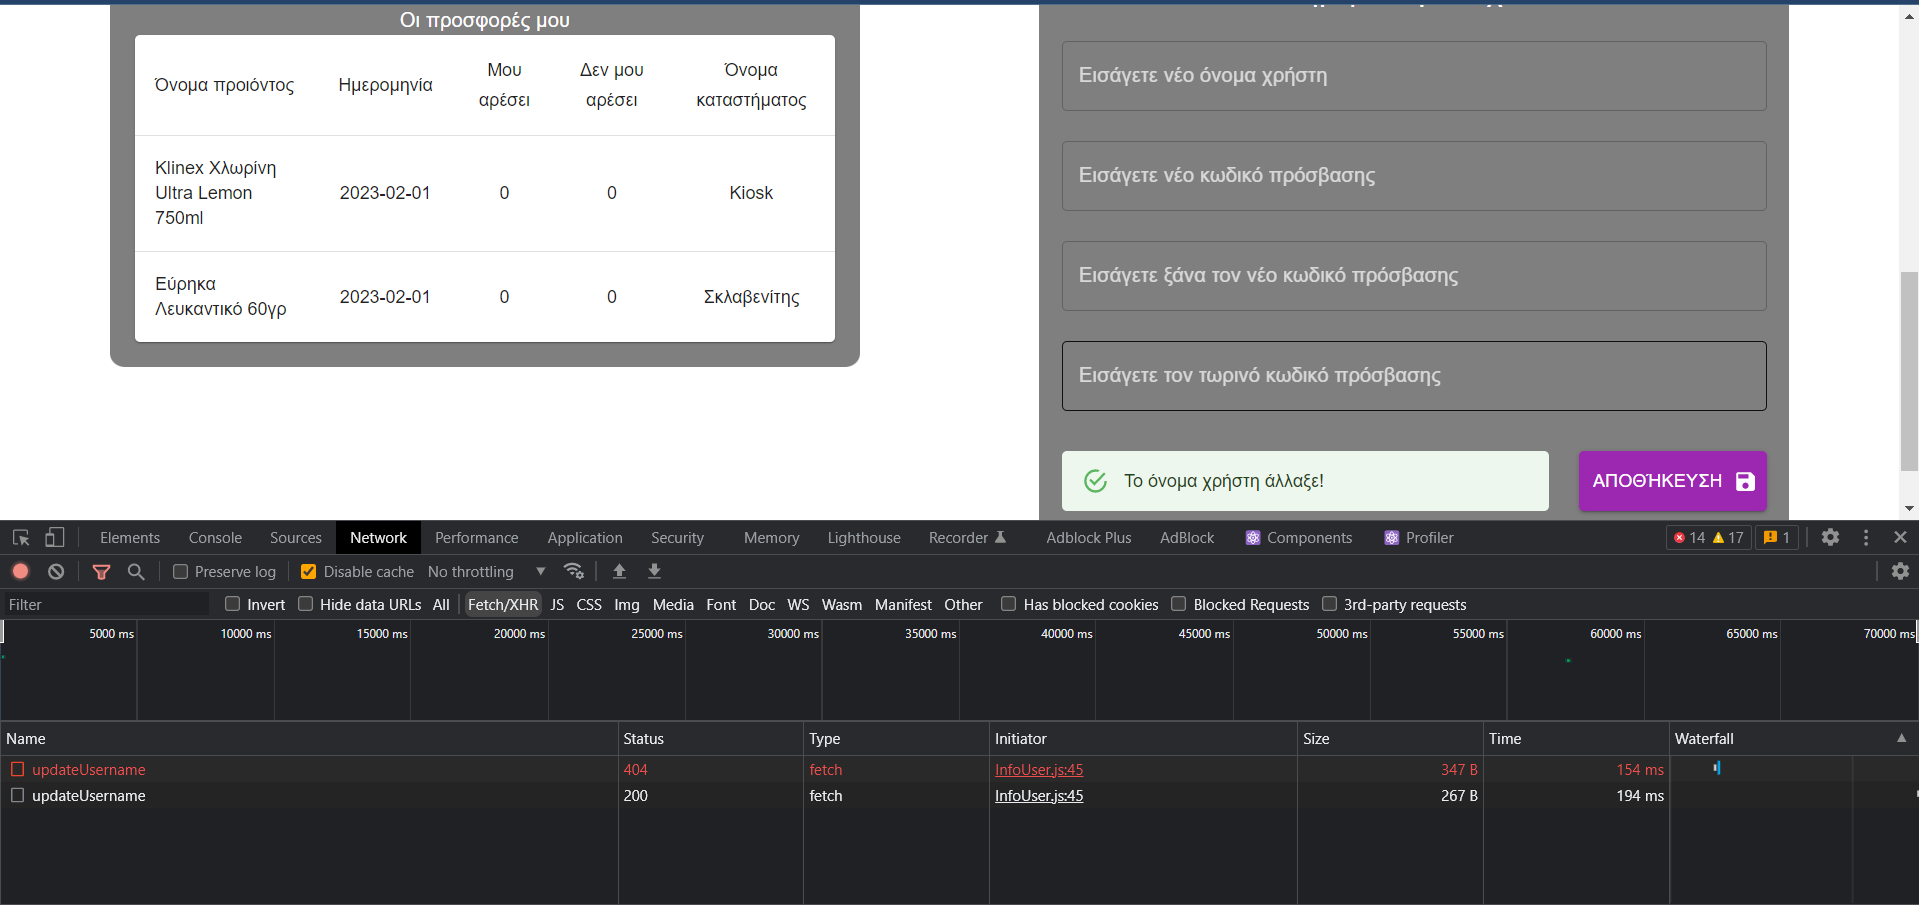 Οι προσφορές μου
Όνομα προιόντος Ημερομηνία Μου αρέσει Δεν μου αρέσει Όνομα καταστήματος
Klinex Χλωρίνη
Ultra Lemon
750ml
2023-02-01 0 0 Kiosk
Εύρηκα
Λευκαντικό 60γρ
2023-02-01 0 0 Σκλαβενίτης
Εισάγετε νέο όνομα χρήστη
Εισάγετε νέο κωδικό πρόσβασης
Εισάγετε ξάνα τον νέο κωδικό πρόσβασης
Εισάγετε τον τωρινό κωδικό πρόσβασης
Το όνομα χρήστη άλλαξε!
ΑΠΟΘΉΚΕΥΣΗ
Elements Console Sources Network Performance Application Security Memory Lighthouse Recorder Adblock Plus AdBlock Components Profiler 14 17 1
Preserve log Disable cache No throttling
Filter Invert Hide data URLs All Fetch/XHR JS CSS Img Media Font Doc WS Wasm Manifest Other Has blocked cookies Blocked Requests 3rd-party requests
5000 ms 10000 ms 15000 ms 20000 ms 25000 ms 30000 ms 35000 ms 40000 ms 45000 ms 50000 ms 55000 ms 60000 ms 65000 ms 70000 ms
Name Status Type Initiator Size Time Waterfall
updateUsername 404 fetch InfoUser.js:45 347 B 154 ms
updateUsername 200 fetch InfoUser.js:45 267 B 194 ms